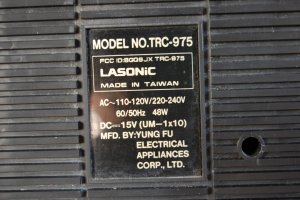 MODEL NO.TRC-975
FCC ID:BGG9JX TRC-975
LASONIC
MADE IN TAIWAN
AC~110-120V/220-240V
60/50Hz 48W
DC⎓15V (UM-1x10)
MFD. BY:YUNG FU
ELECTRICAL
APPLIANCES
CORP., LTD.